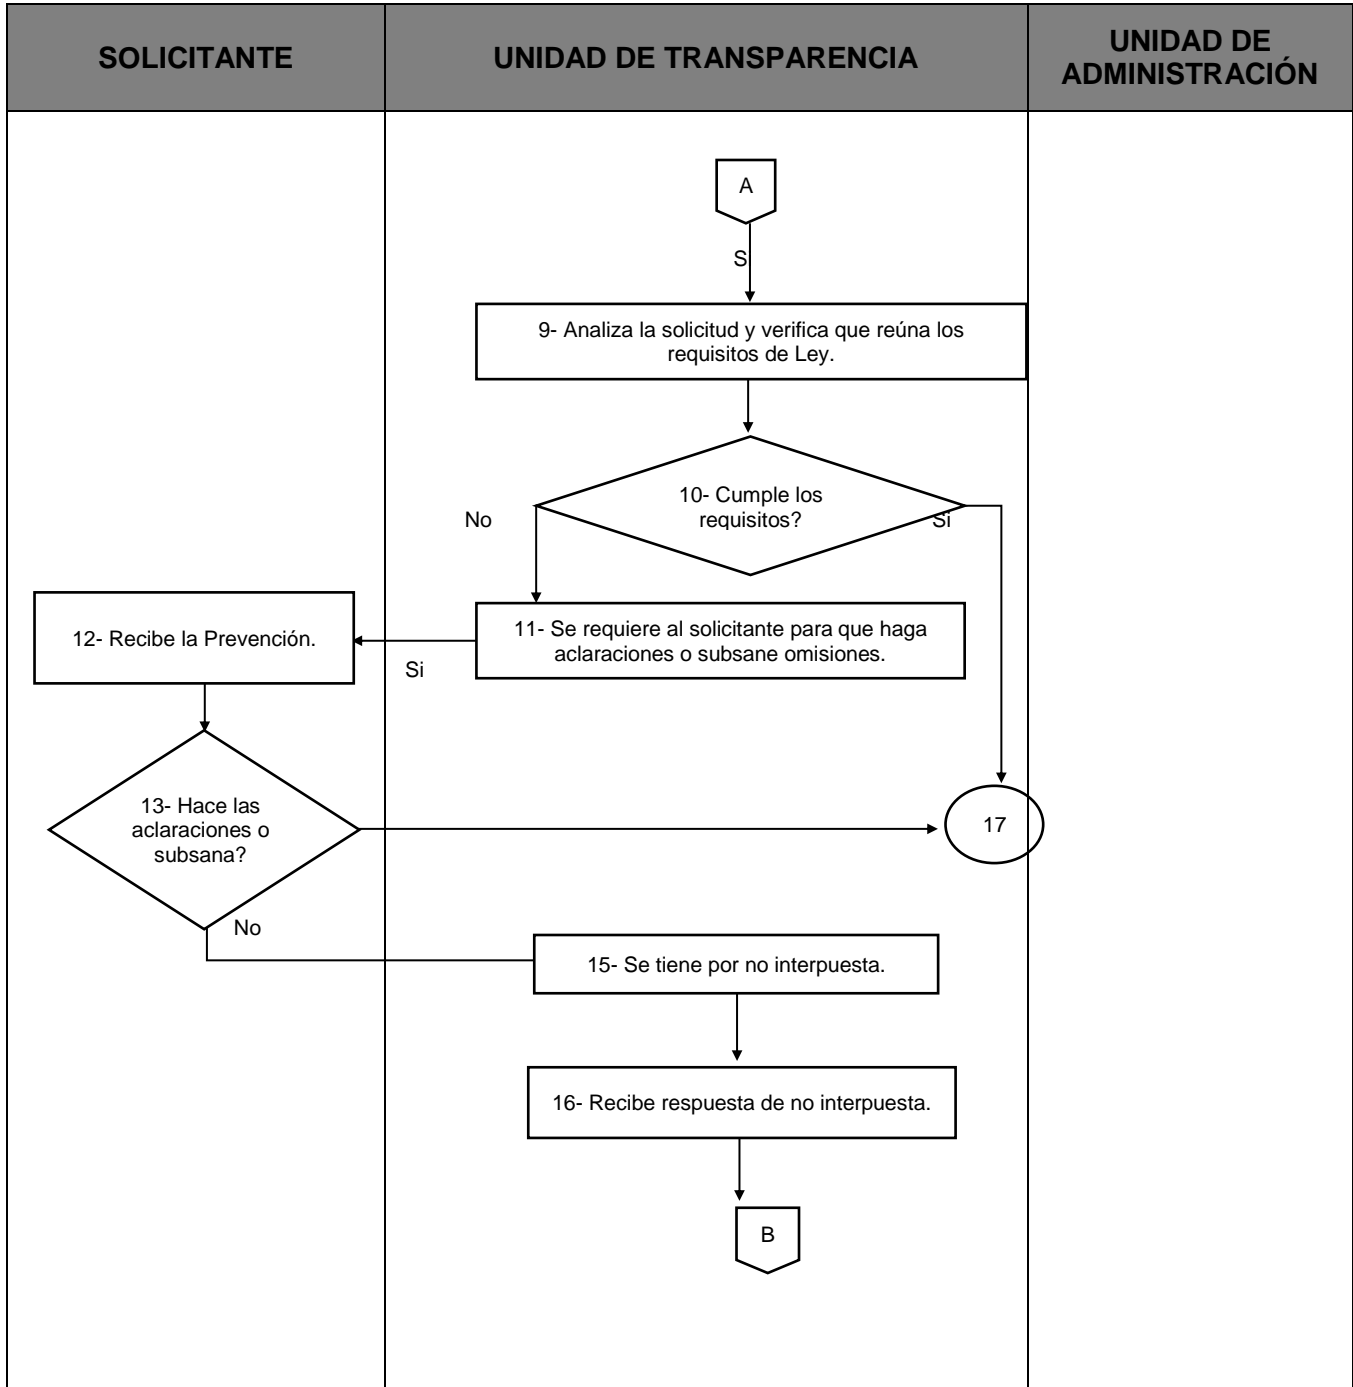 SOLICITANTE
UNIDAD DE TRANSPARENCIA
UNIDAD DE
ADMINISTRACIÓN
A
S
9- Analiza la solicitud y verifica que reúna los
requisitos de Ley.
10- Cumple los
requisitos?
No
Si
11- Se requiere al solicitante para que haga
aclaraciones o subsane omisiones.
12- Recibe la Prevención.
Si
13- Hace las
aclaraciones o
subsana?
17
No
15- Se tiene por no interpuesta.
16- Recibe respuesta de no interpuesta.
B